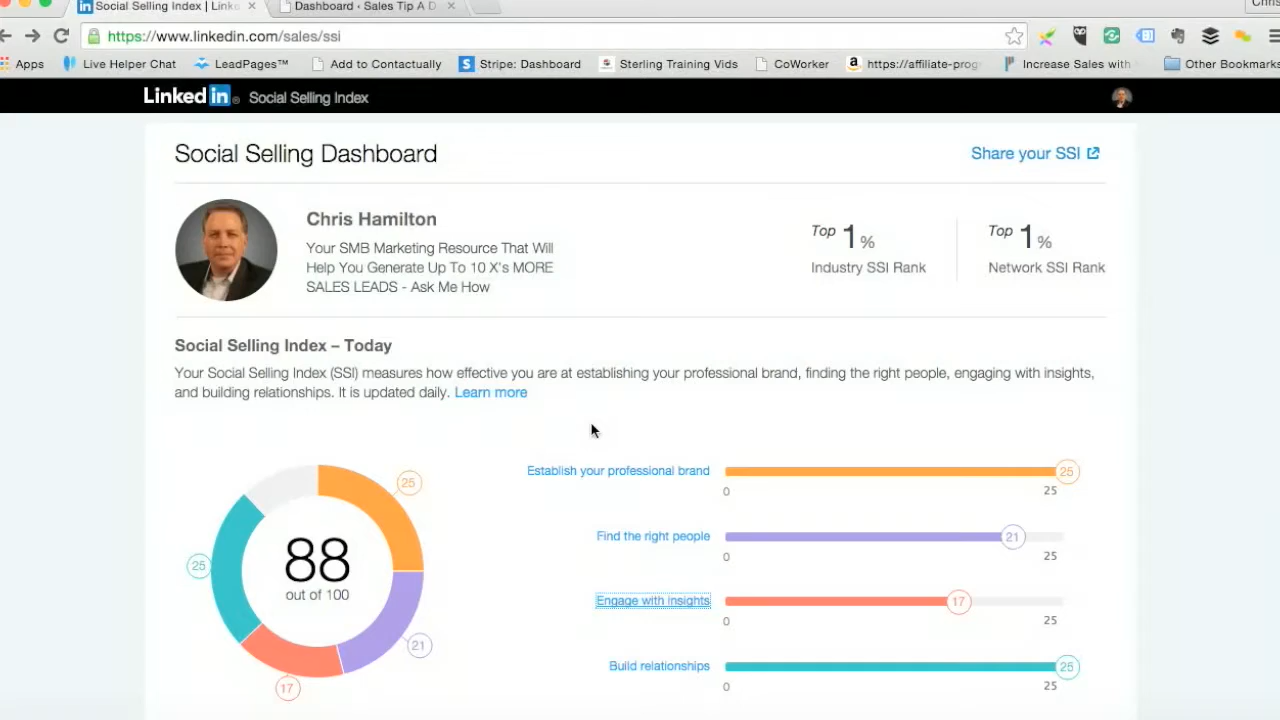 Social Selling Index | Linke
Dashboard ‹ Sales Tip A D
Chris
https://www.linkedin.com/sales/ssi
Apps
Live Helper Chat
LeadPages™
Add to Contactually
Stripe: Dashboard
Sterling Training Vids
CoWorker
https://affiliate-prog
Increase Sales with
Other Bookmarks
Linked in® Social Selling Index
Social Selling Dashboard
Share your SSI
Chris Hamilton
Your SMB Marketing Resource That Will
Help You Generate Up To 10 X's MORE
SALES LEADS - Ask Me How
Top 1%
Industry SSI Rank
Top 1%
Network SSI Rank
Social Selling Index – Today
Your Social Selling Index (SSI) measures how effective you are at establishing your professional brand, finding the right people, engaging with insights,
and building relationships. It is updated daily. Learn more
25
25
88
out of 100
21
17
Establish your professional brand
25
0
25
Find the right people
21
0
25
Engage with insights
17
0
25
Build relationships
25
0
25